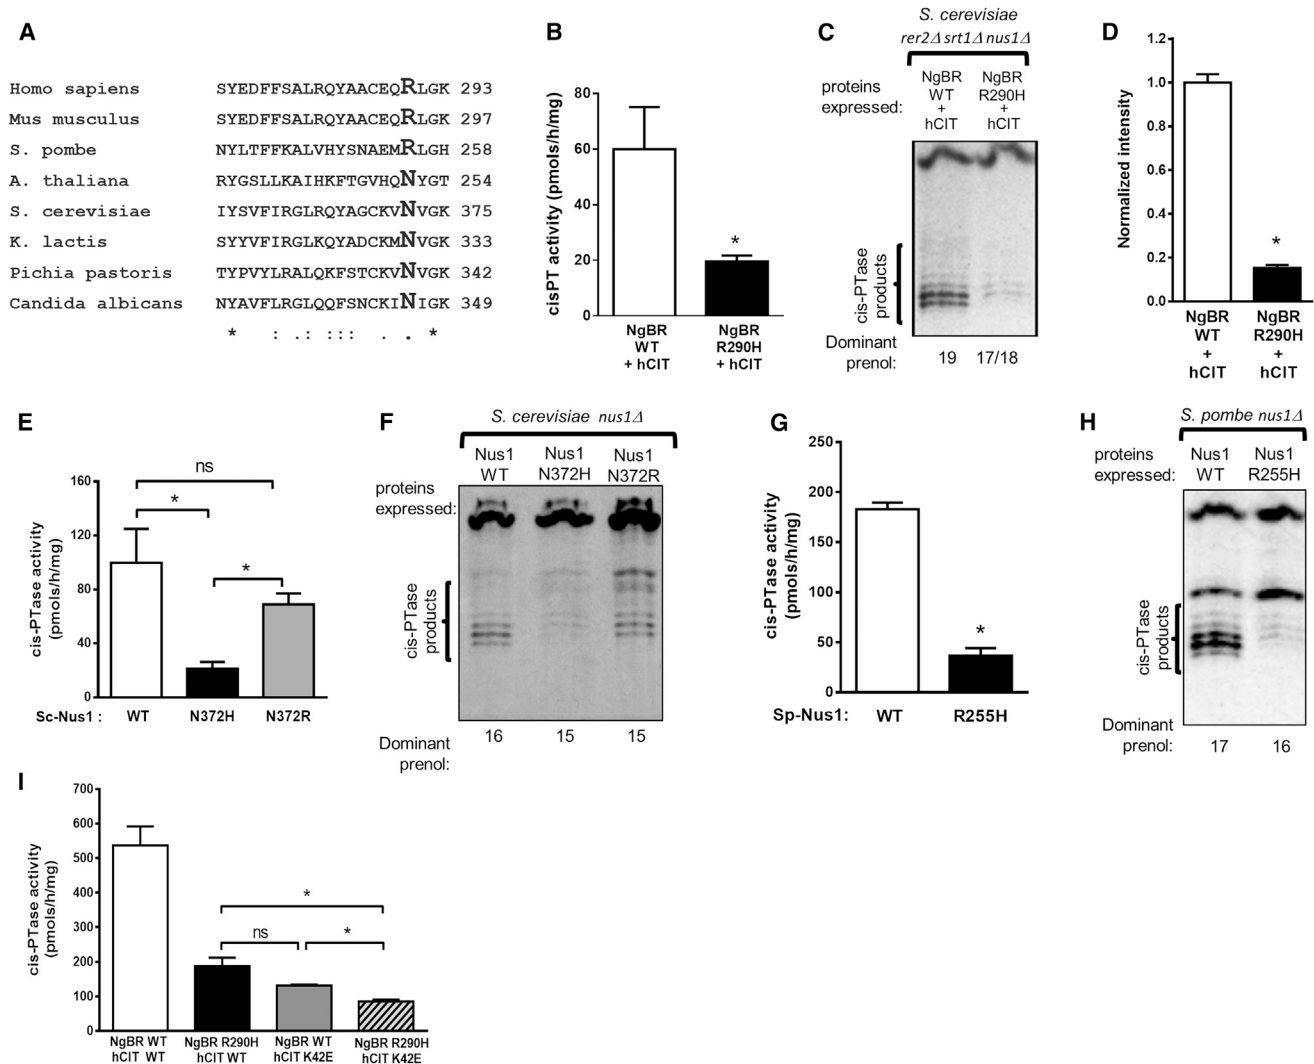 A
Homo sapiens SYEDFFSALRQYAACEQRLGK 293
Mus musculus SYEDFFSALRQYAACEQRLGK 297
S. pombe NYLTFFKALVHYSNAEMRLGH 258
A. thaliana RYGSLLKAIHKFTGVHQNYGT 254
S. cerevisiae IYSVFIRGLRQYAGCKVNVGK 375
K. lactis SYYVFIRGLKQYADCKMNVGK 333
Pichia pastoris TYPVYLRALQKFSTCKVNVGK 342
Candida albicans NYAVFLRGLQQFSNCKINIGK 349
* : .: ::: . . *
B
cisPT activity (pmols/h/mg)
80
60
40
20
0
*
NgBR
WT
+ hCIT
NgBR
R290H
+ hCIT
C
S. cerevisiae
rer2Δ srt1Δ nus1Δ
proteins
expressed:
NgBR
WT
+
hCIT
NgBR
R290H
+
hCIT
cis-PTase
products
Dominant
prenol:
19
17/18
D
Normalized intensity
1.2
1.0
0.8
0.6
0.4
0.2
0.0
*
NgBR
WT
+
hCIT
NgBR
R290H
+
hCIT
E
cis-PTase activity
(pmols/h/mg)
160
120
80
40
0
ns
*
*
Sc-Nus1 : WT N372H N372R
F
S. cerevisiae nus1Δ
proteins
expressed:
Nus1
WT
Nus1
N372H
Nus1
N372R
cis-PTase
products
Dominant
prenol:
16
15
15
G
cis-PTase activity
(pmols/h/mg)
250
200
150
100
50
0
*
Sp-Nus1: WT R255H
H
S. pombe nus1Δ
proteins
expressed:
Nus1
WT
Nus1
R255H
cis-PTase
products
Dominant
prenol:
17
16
I
cis-PTase activity
(pmols/h/mg)
700
600
500
400
300
200
100
0
*
ns
*
NgBR WT
hCIT WT
NgBR R290H
hCIT WT
NgBR WT
hCIT K42E
NgBR R290H
hCIT K42E